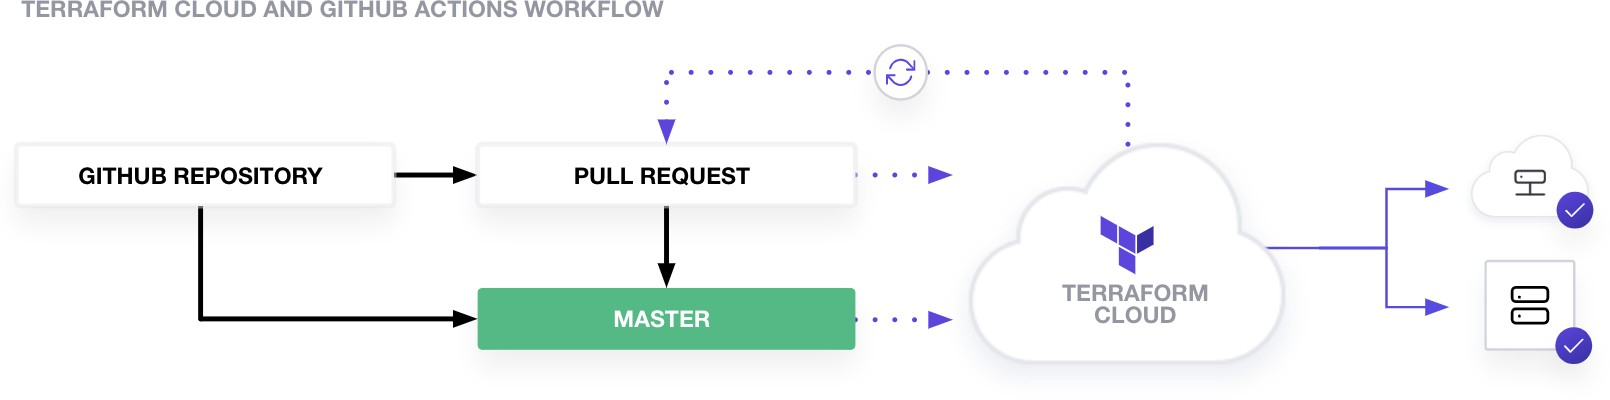 TERRAFORM CLOUD AND GITHUB ACTIONS WORKFLOW
GITHUB REPOSITORY
PULL REQUEST
MASTER
TERRAFORM
CLOUD